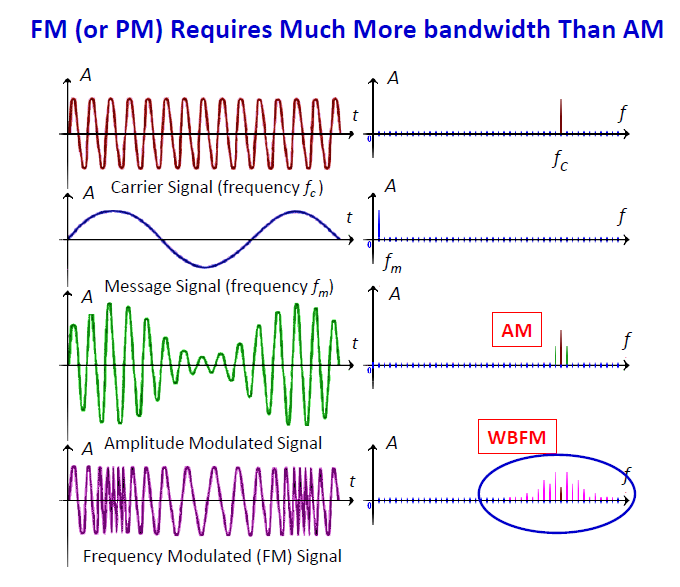 FM (or PM) Requires Much More bandwidth Than AM
A
t
A
f
0
fC
Carrier Signal (frequency fc)
A
t
A
f
0
fm
Message Signal (frequency fm)
A
t
A
AM
f
0
Amplitude Modulated Signal
A
t
A
WBFM
f
0
Frequency Modulated (FM) Signal